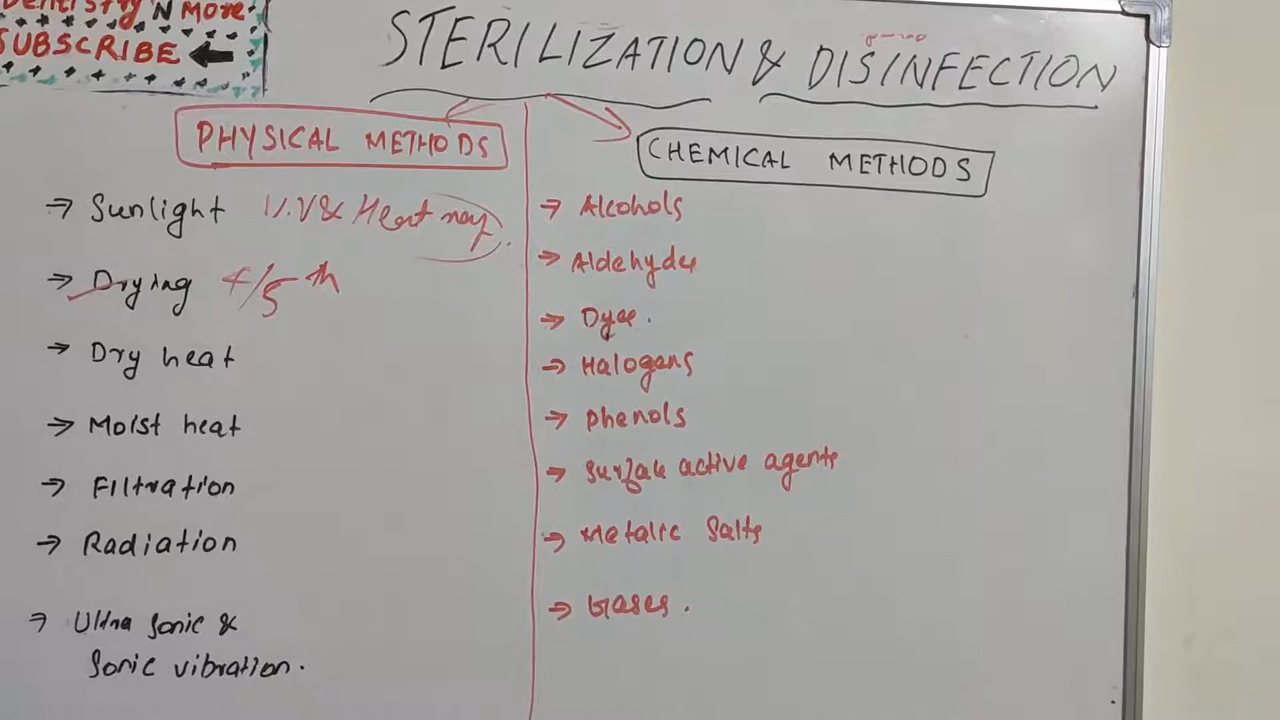 Dentistry 'N More
SUBSCRIBE
STERILIZATION & DISINFECTION
PHYSICAL METHODS
→ Sunlight U.V & Heat ray.
→ Drying 4/5 th
→ Dry heat
→ Moist heat
→ Filtration
→ Radiation
→ Ultra sonic &
Sonic vibration.
CHEMICAL METHODS
→ Alcohols
→ Aldehydes
→ Dyes.
→ Halogens
→ Phenols
→ Surface active agents
→ Metalic Salts
→ Gases.